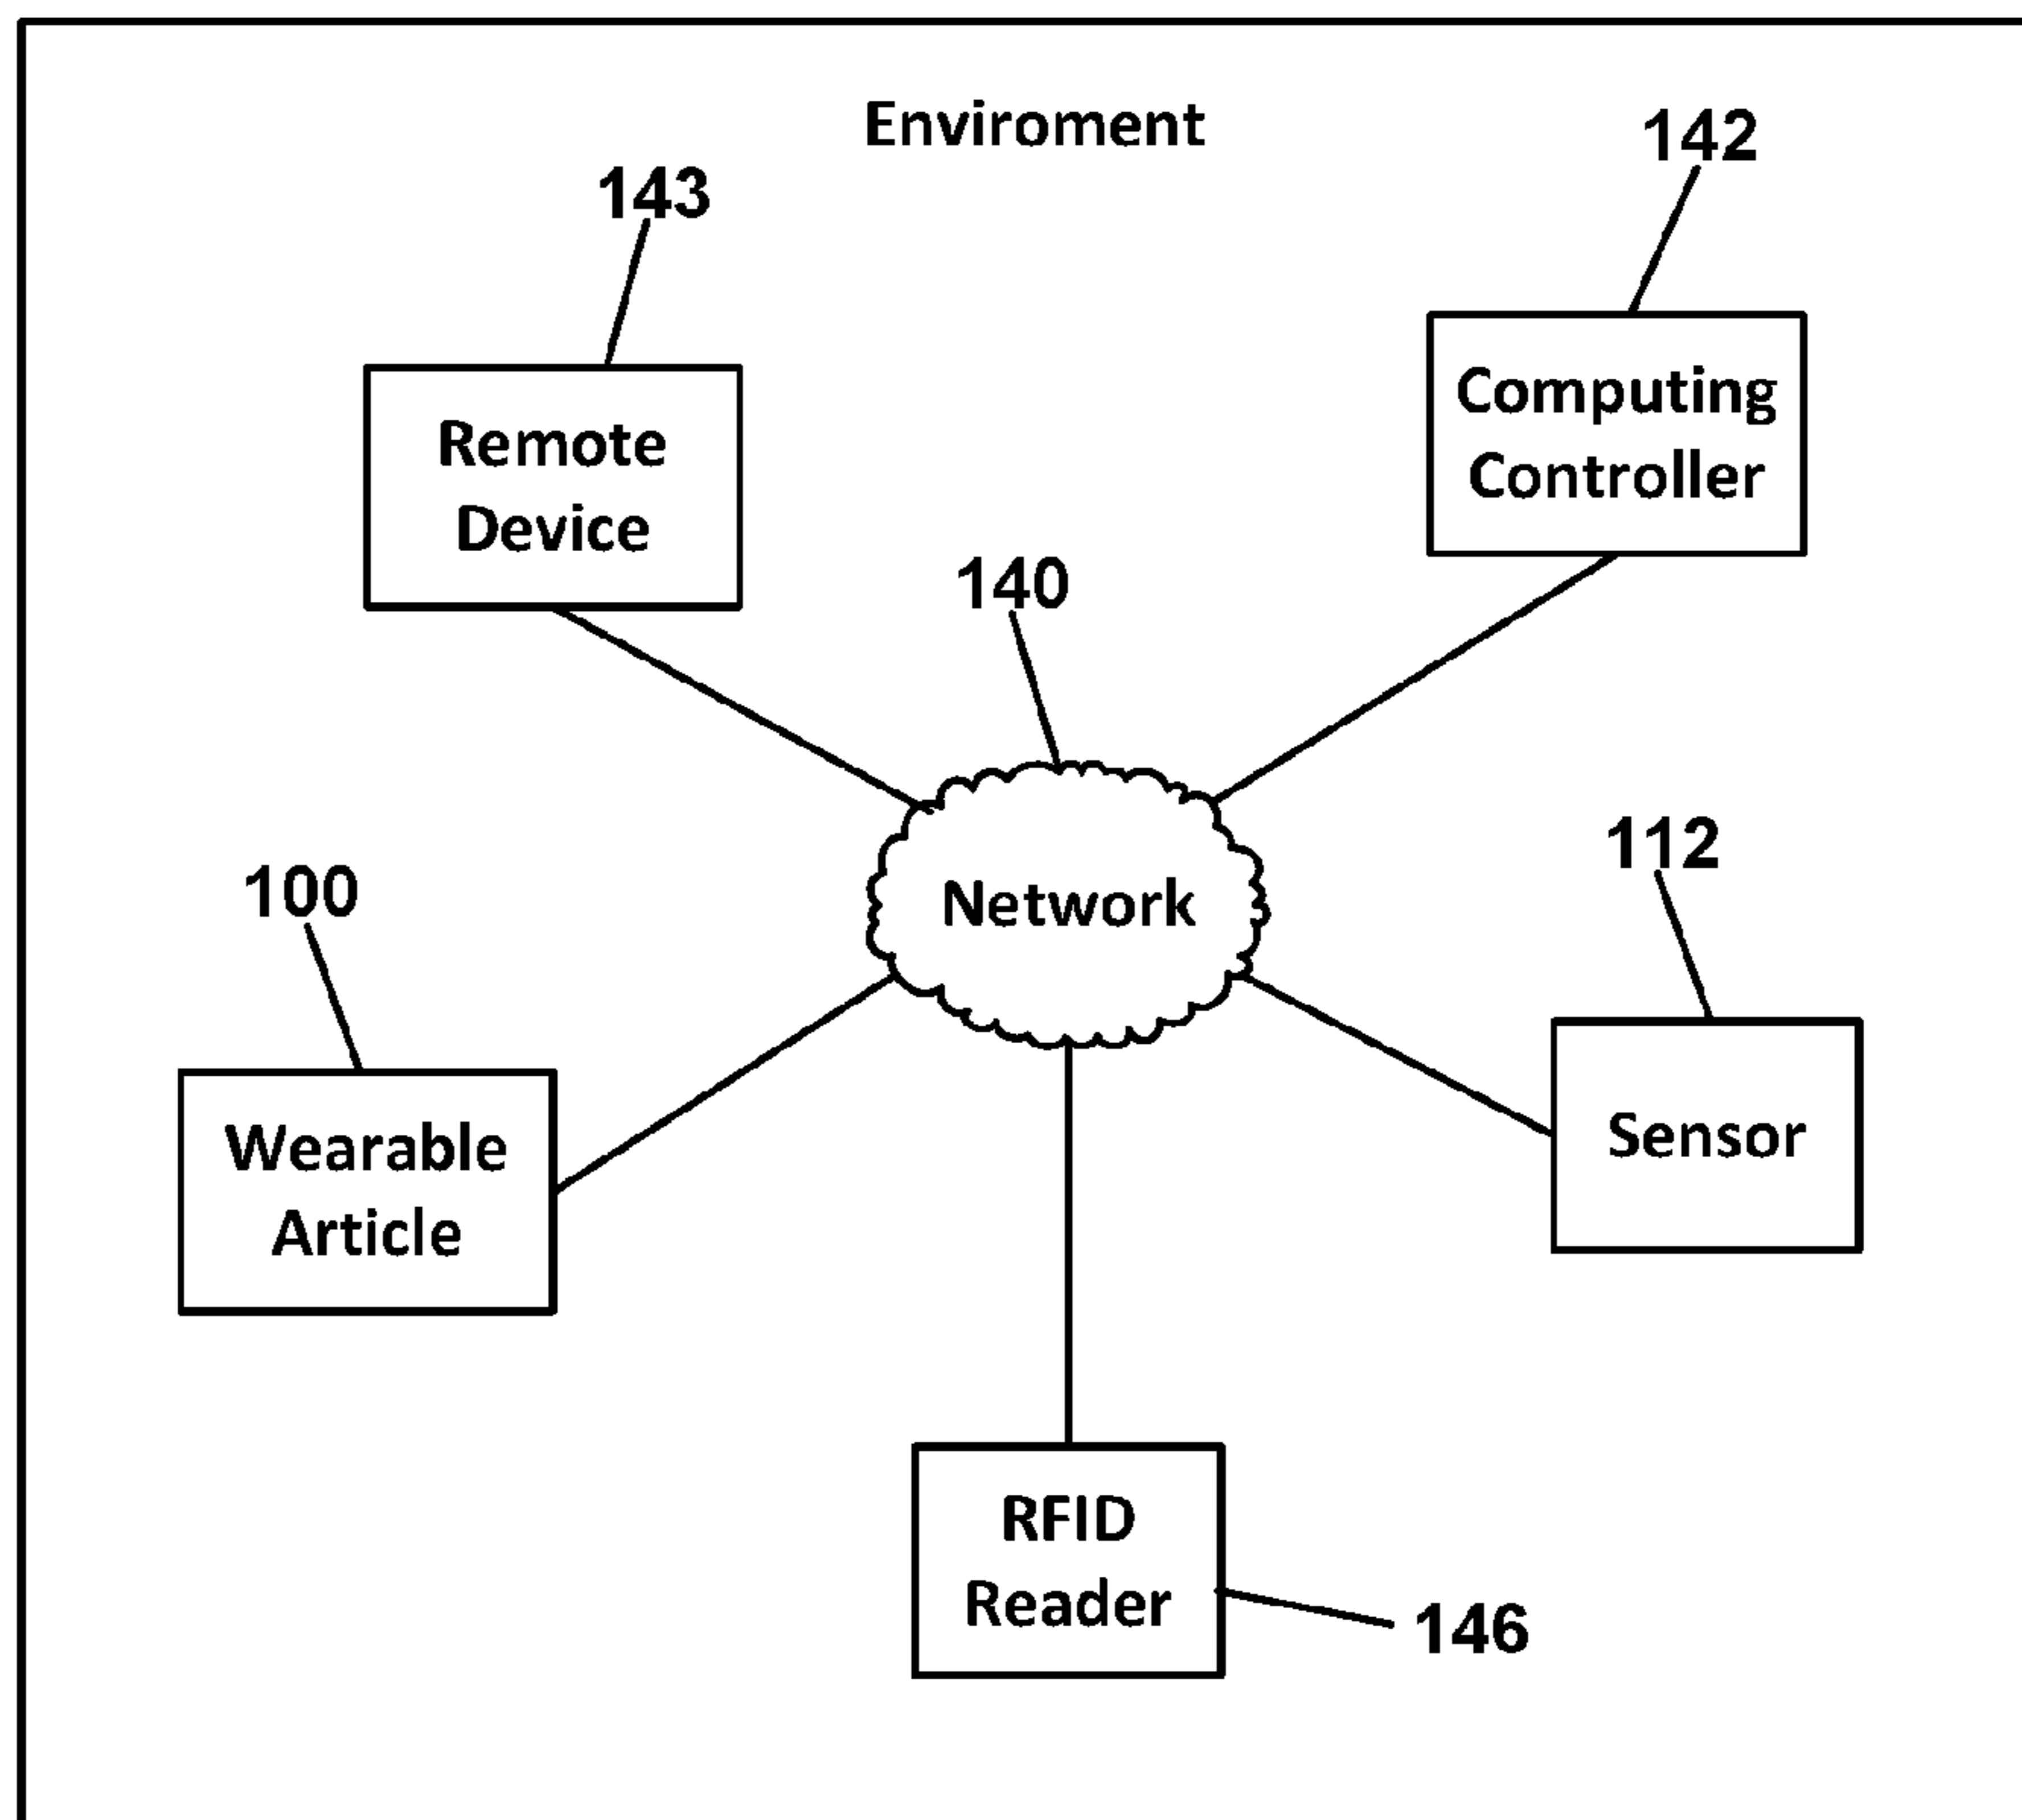 Enviroment
142
143
Computing
Controller
Remote
Device
140
112
100
Network
Sensor
Wearable
Article
RFID
Reader
146